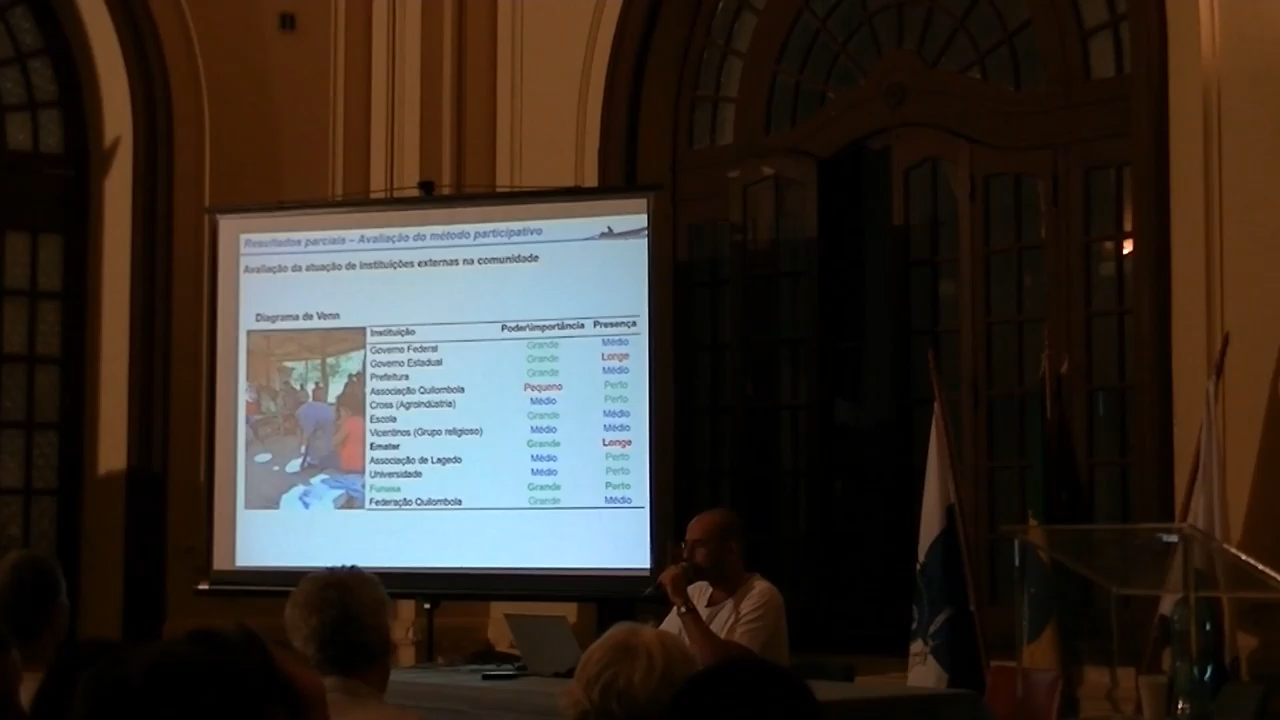 Resultados parciais – Avaliação do método participativo
Avaliação da atuação de instituições externas na comunidade
Diagrama de Venn
Instituição Poder\importância Presença
Governo Federal Grande Médio
Governo Estadual Grande Longe
Prefeitura Grande Médio
Associação Quilombola Pequeno Perto
Cross (Agroindústria) Médio Perto
Escola Grande Médio
Vicentinos (Grupo religioso) Médio Médio
Emater Grande Longe
Associação de Lagedo Médio Perto
Universidade Médio Perto
Funasa Grande Perto
Federação Quilombola Grande Médio